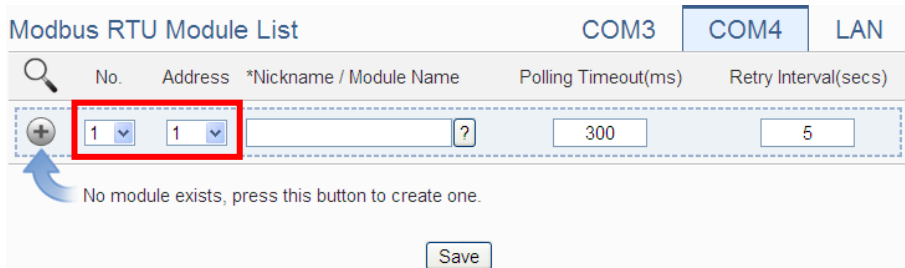 Modbus RTU Module List COM3 COM4 LAN
No. Address *Nickname / Module Name Polling Timeout(ms) Retry Interval(secs)
1 1 ? 300 5
No module exists, press this button to create one.
Save